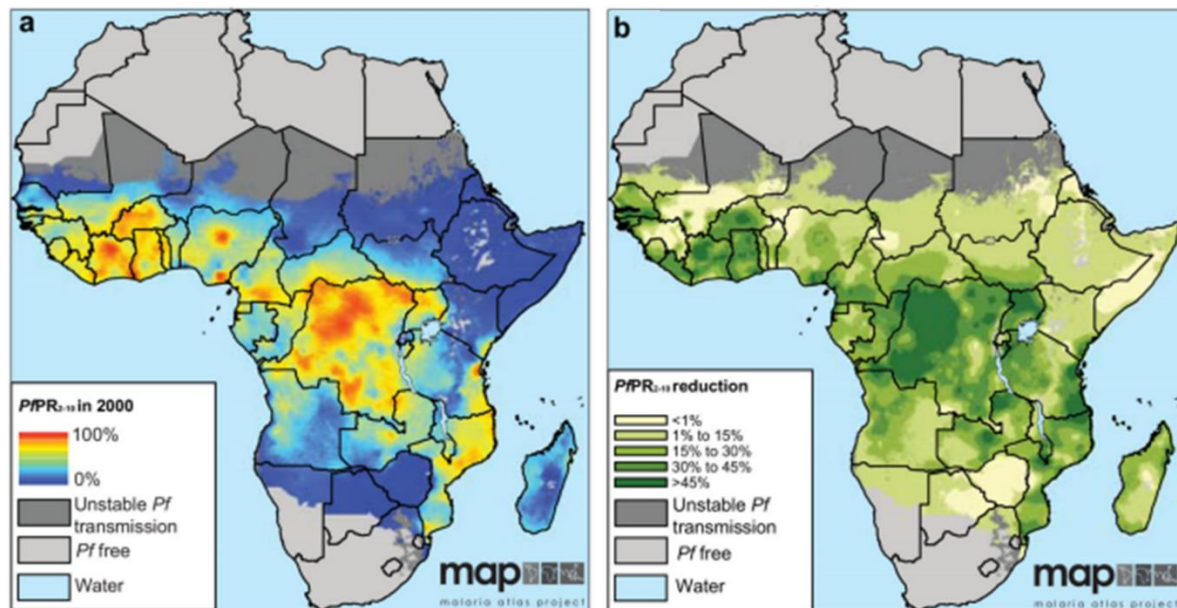 a
PfPR₂₋₁₀ in 2000
100%
0%
Unstable Pf
transmission
Pf free
Water
map
malaria atlas project
b
PfPR₂₋₁₀ reduction
<1%
1% to 15%
15% to 30%
30% to 45%
>45%
Unstable Pf
transmission
Pf free
Water
map
malaria atlas project